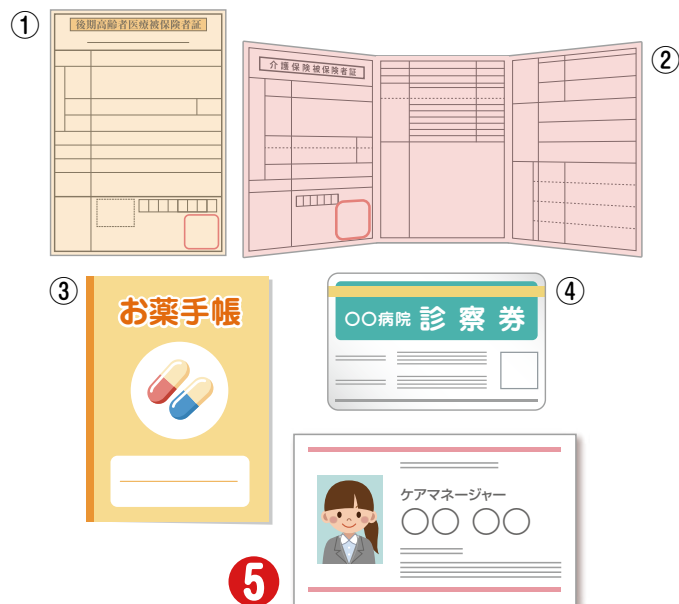 ①
後期高齢者医療被保険者証
②
介護保険被保険者証
③
お薬手帳
④
〇〇病院 診察券
ケアマネージャー
〇〇 〇〇
5